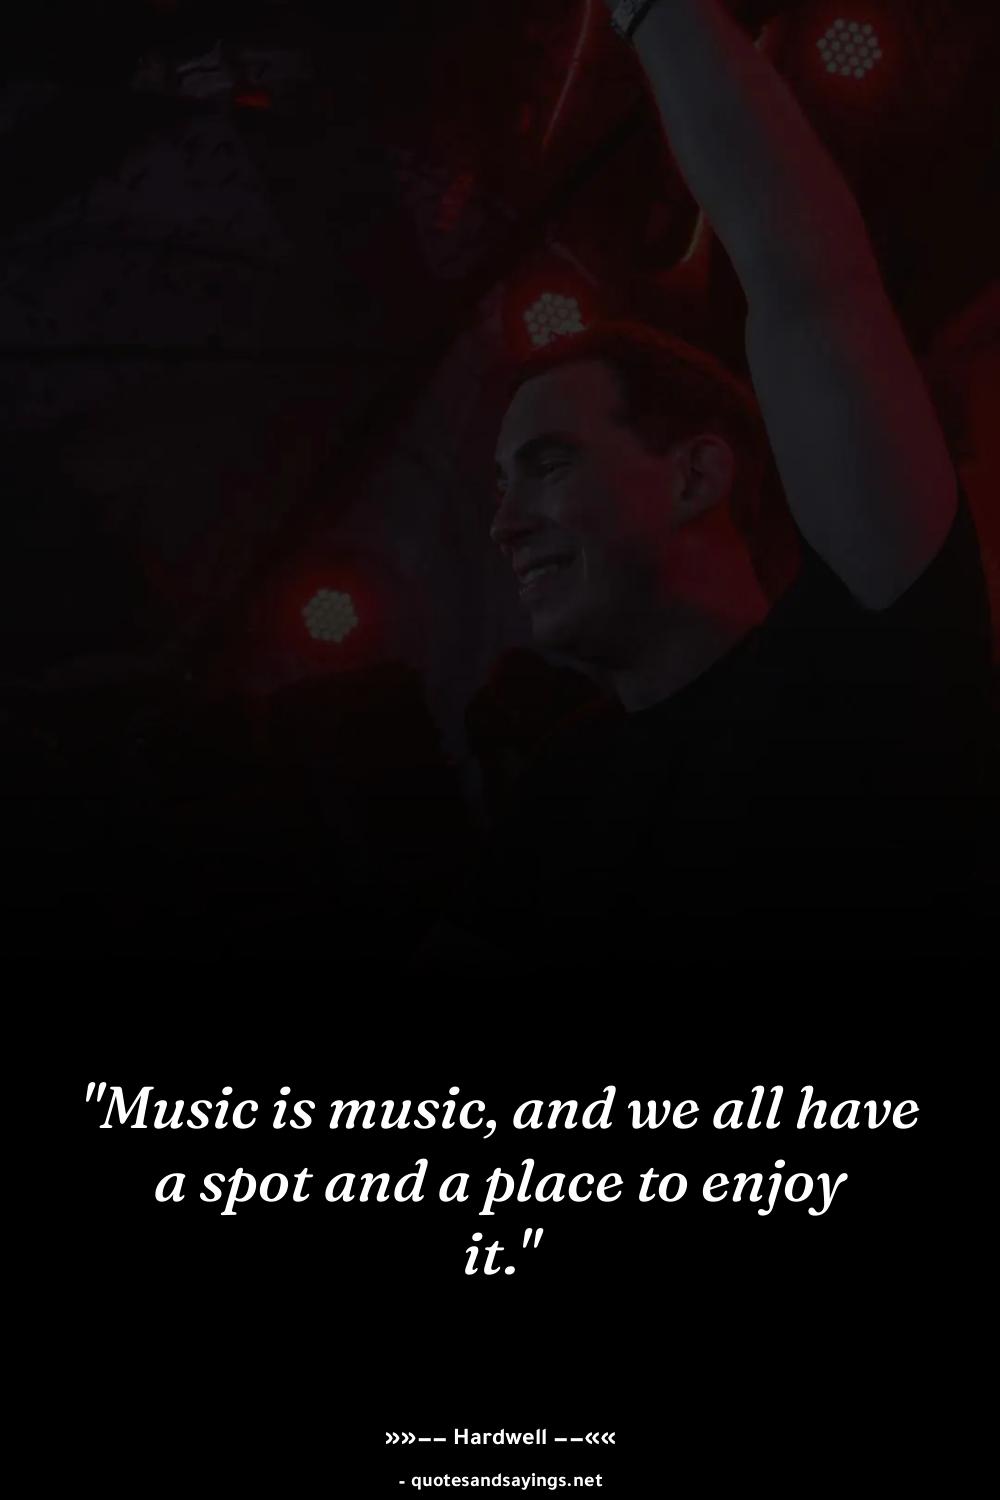 "Music is music, and we all have
a spot and a place to enjoy
it."
»»–– Hardwell ––««
- quotesandsayings.net